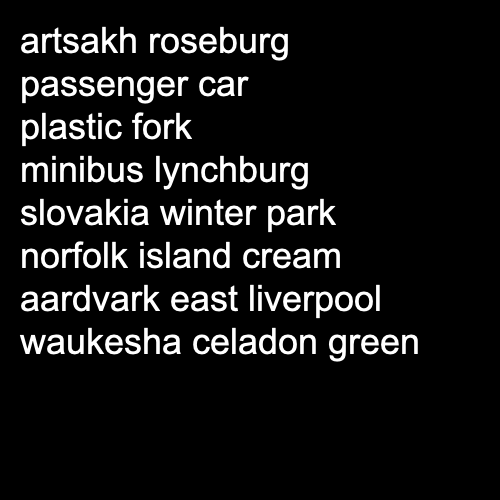 artsakh roseburg
passenger car
plastic fork
minibus lynchburg
slovakia winter park
norfolk island cream
aardvark east liverpool
waukesha celadon green